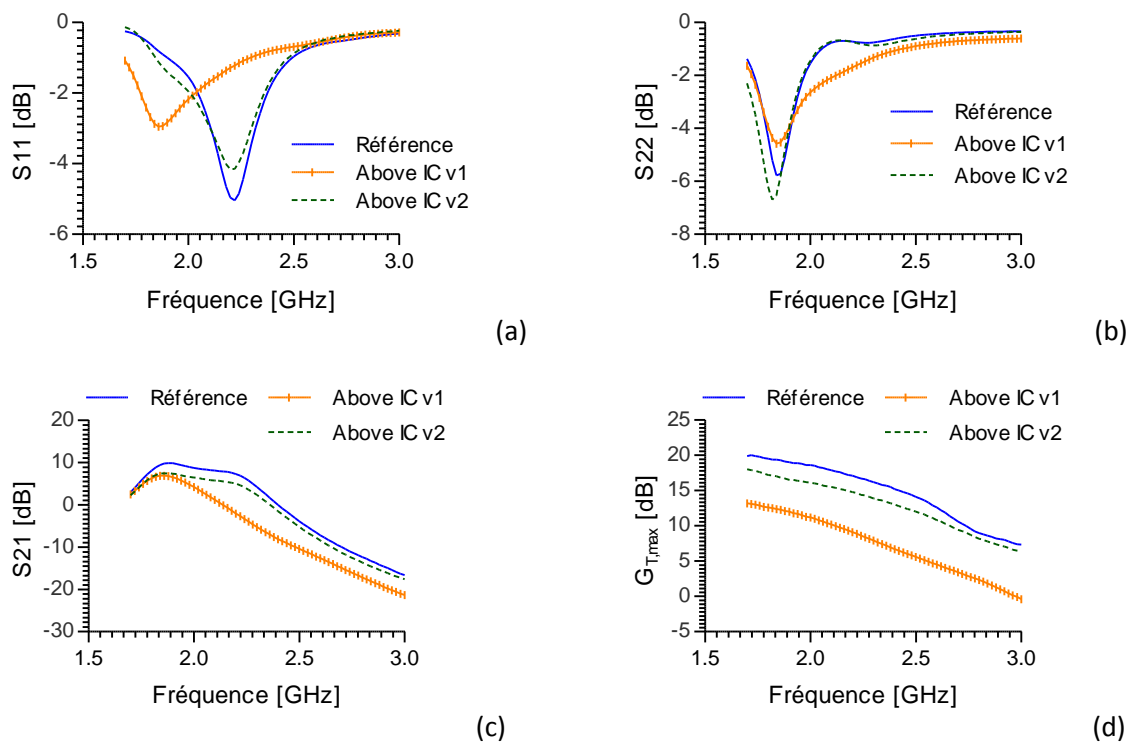 0
-2
-4
-6
S11 [dB]
Référence
Above IC v1
Above IC v2
1.5
2.0
2.5
3.0
Fréquence [GHz]
(a)
0
-2
-4
-6
-8
S22 [dB]
Référence
Above IC v1
Above IC v2
1.5
2.0
2.5
3.0
Fréquence [GHz]
(b)
Référence
Above IC v1
Above IC v2
20
10
0
-10
-20
-30
S21 [dB]
1.5
2.0
2.5
3.0
Fréquence [GHz]
(c)
Référence
Above IC v1
Above IC v2
25
20
15
10
5
0
-5
GT,max [dB]
1.5
2.0
2.5
3.0
Fréquence [GHz]
(d)